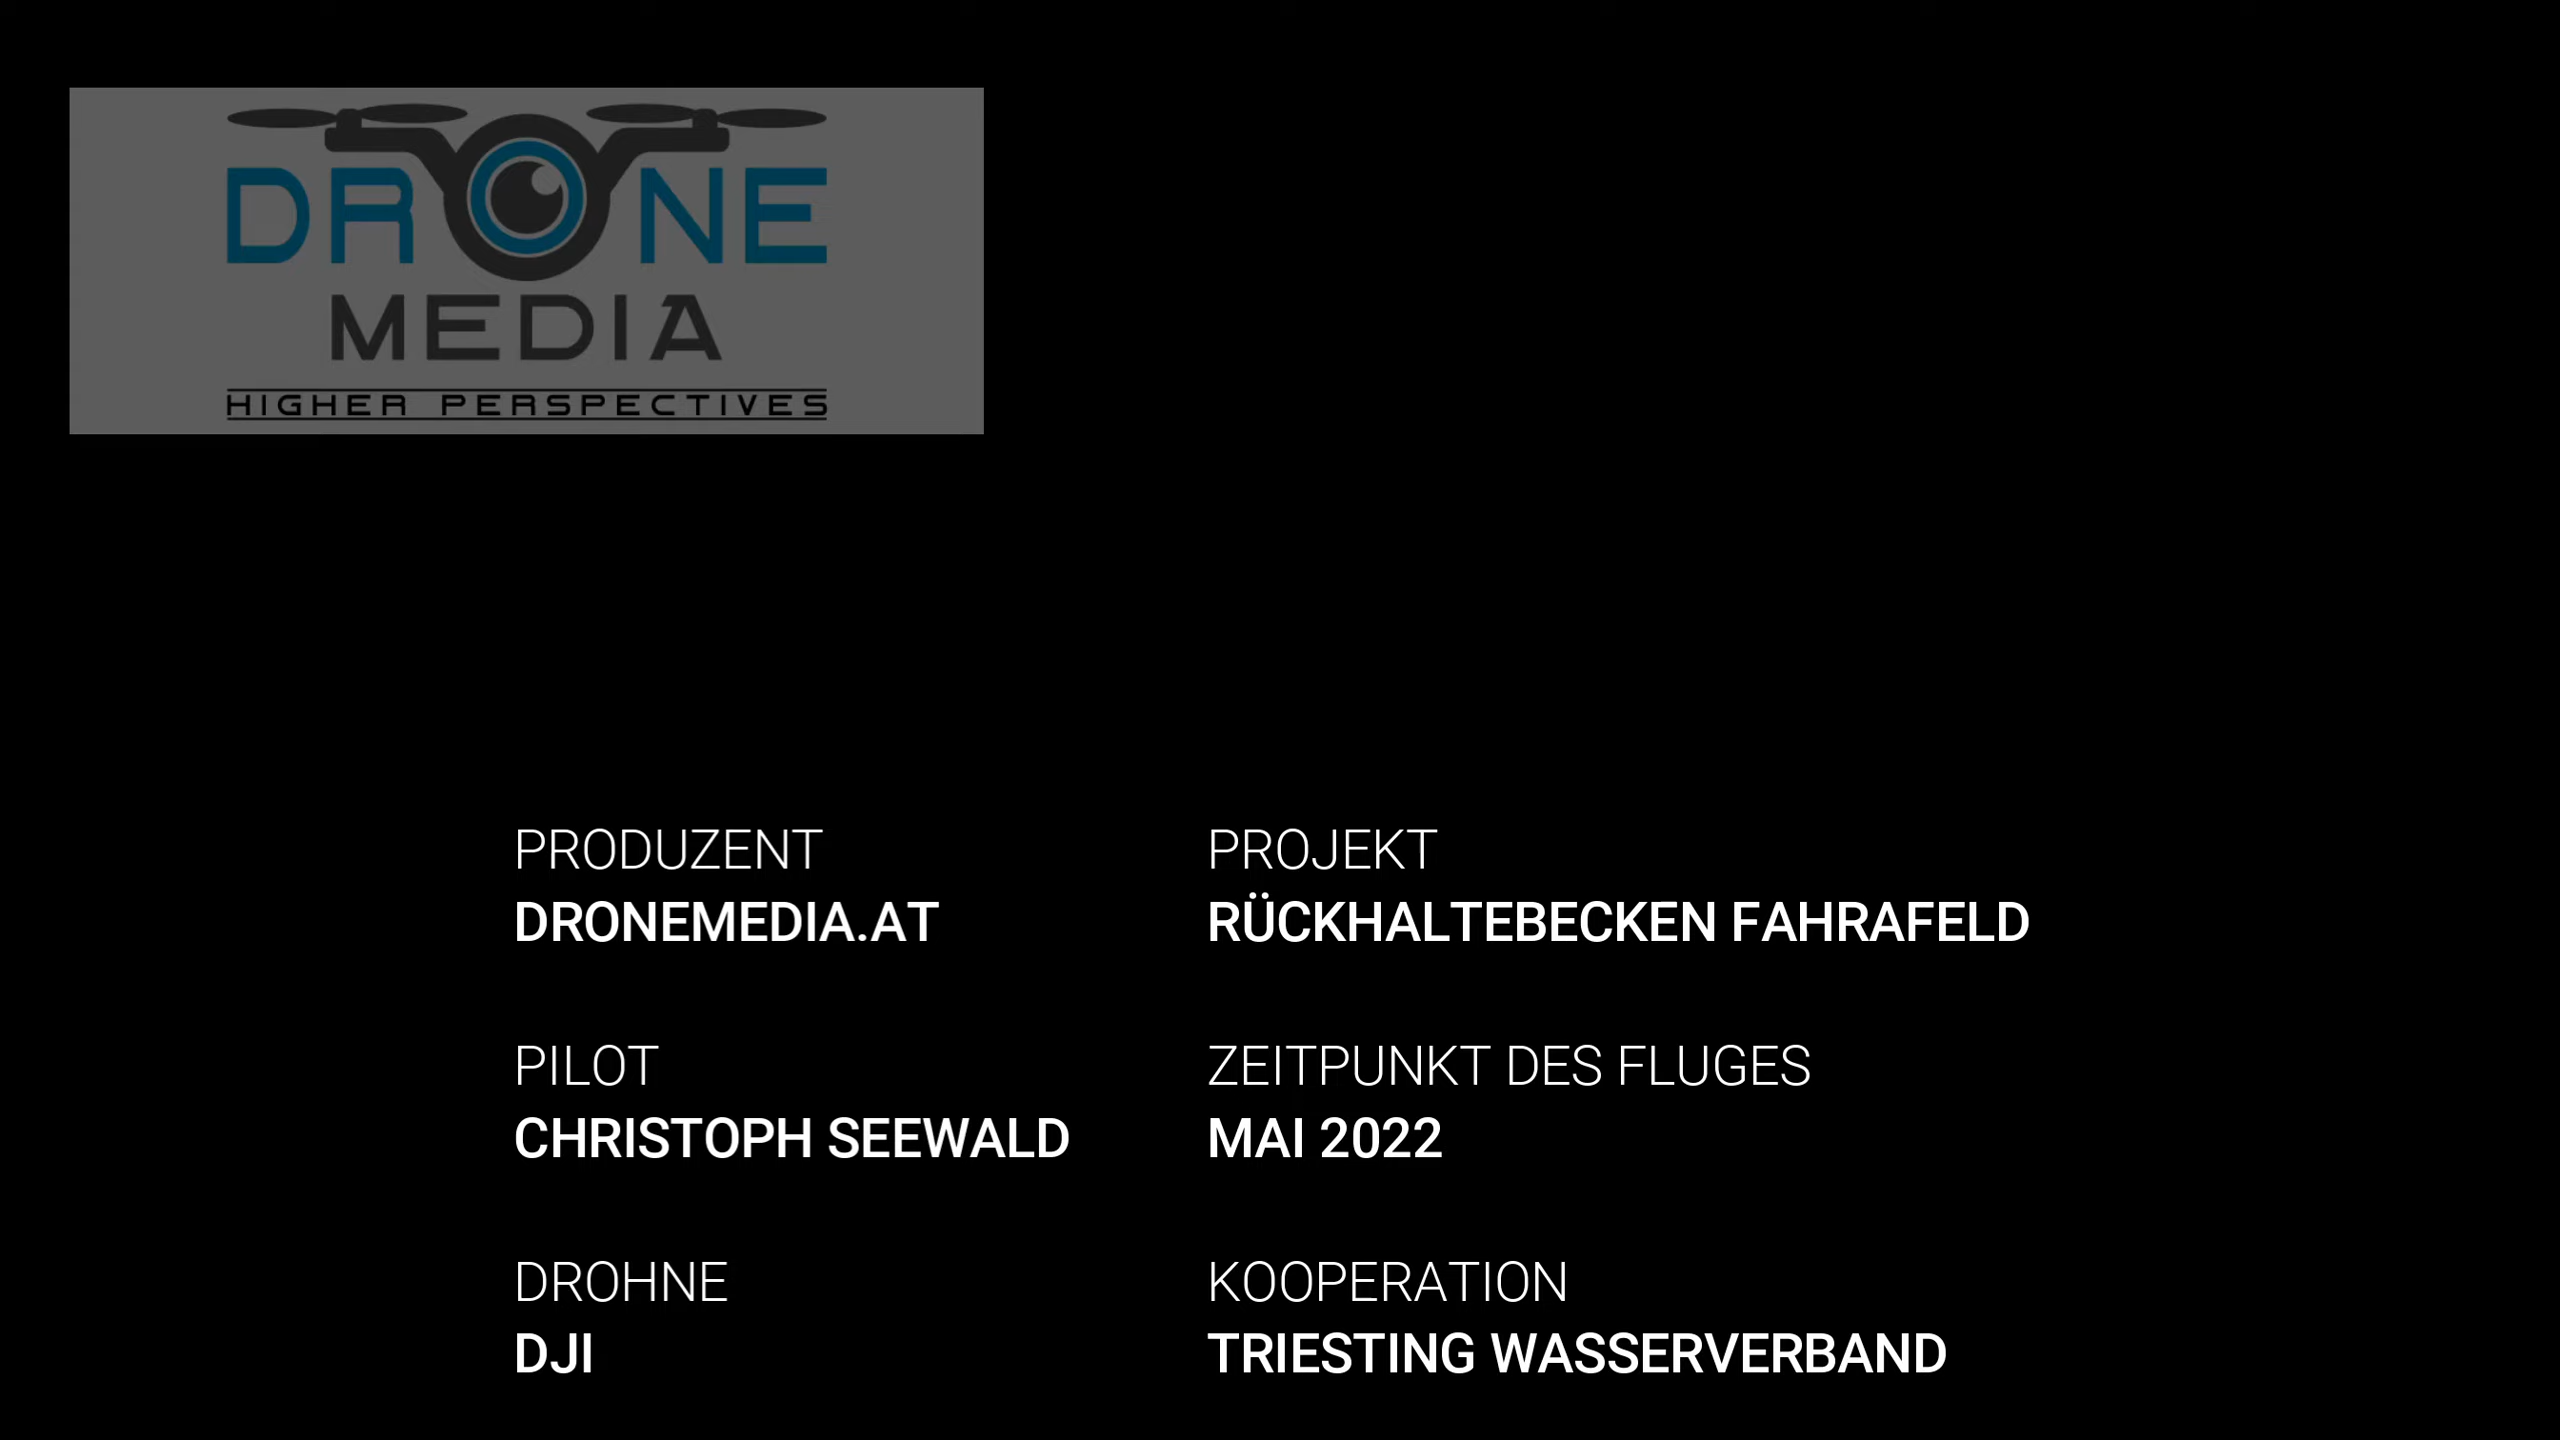 DRONE
MEDIA
HIGHER PERSPECTIVES
PRODUZENT
DRONEMEDIA.AT
PILOT
CHRISTOPH SEEWALD
DROHNE
DJI
PROJEKT
RÜCKHALTEBECKEN FAHRAFELD
ZEITPUNKT DES FLUGES
MAI 2022
KOOPERATION
TRIESTING WASSERVERBAND